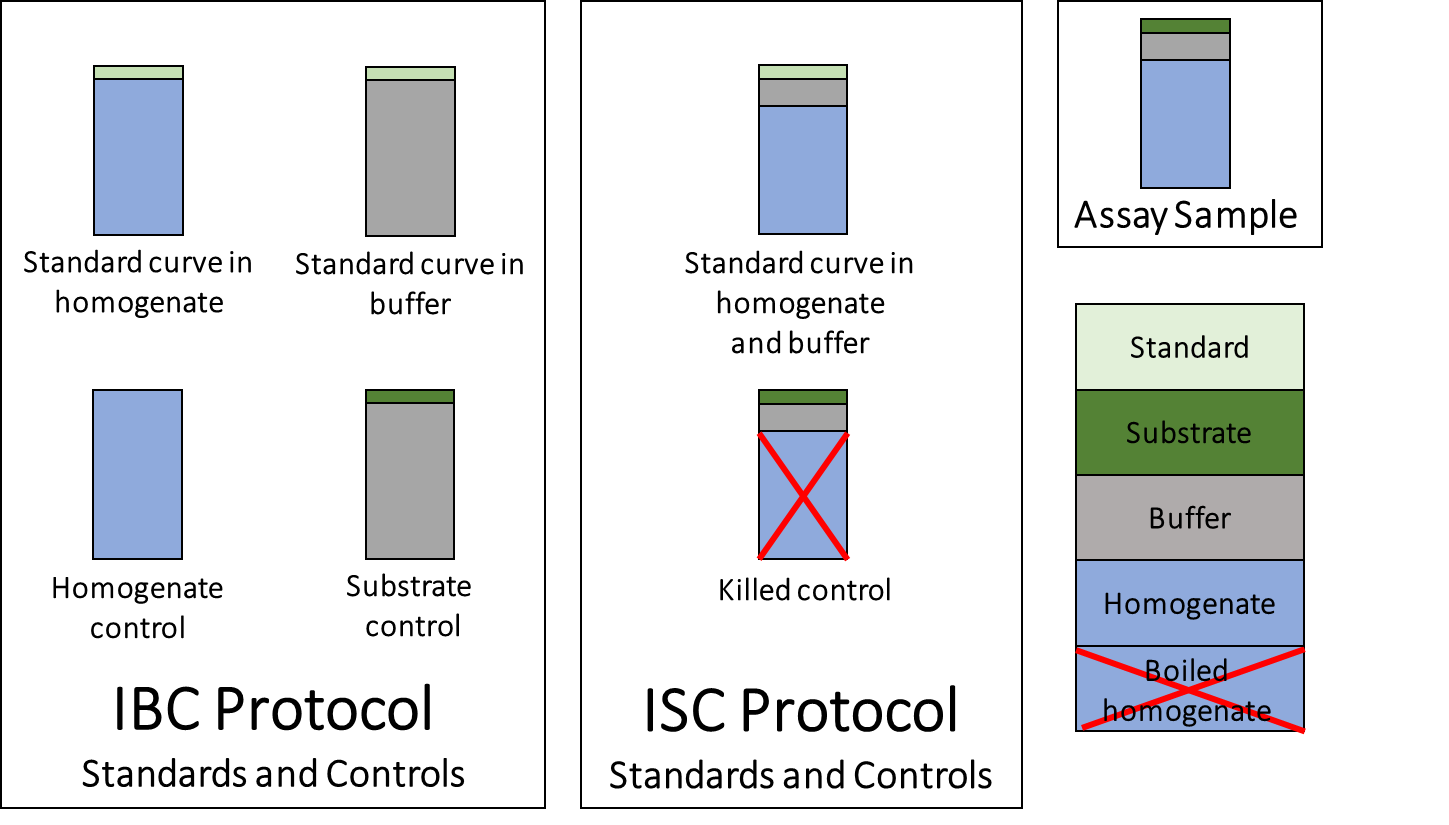 Standard curve in
homogenate
Standard curve in
buffer
Homogenate
control
Substrate
control
IBC Protocol
Standards and Controls
Standard curve in
homogenate
and buffer
Killed control
ISC Protocol
Standards and Controls
Assay Sample
Standard
Substrate
Buffer
Homogenate
Boiled
homogenate